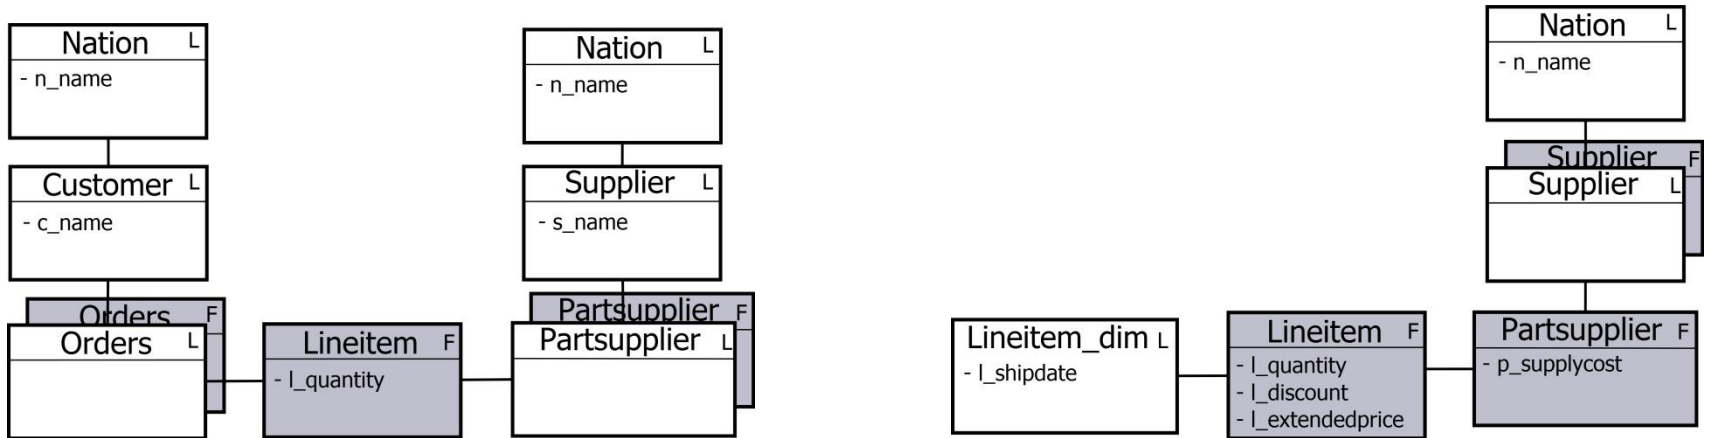 Nation L
- n_name
Customer L
- c_name
Orders F
Orders L
Lineitem F
- l_quantity
Nation L
- n_name
Supplier L
- s_name
Partsupplier F
Partsupplier L
Lineitem_dim L
- l_shipdate
Lineitem F
- l_quantity
- l_discount
- l_extendedprice
Nation L
- n_name
Supplier F
Supplier L
Partsupplier F
- p_supplycost